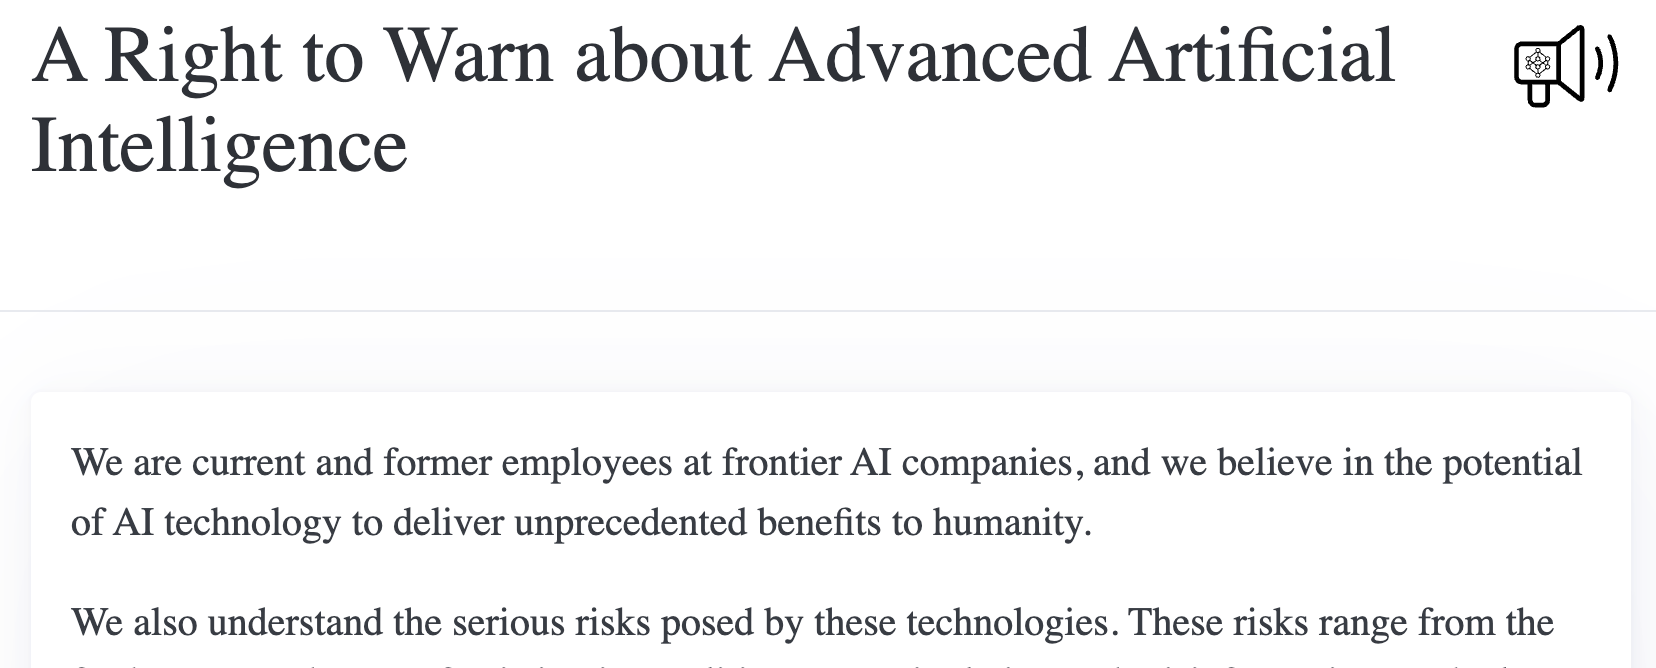 A Right to Warn about Advanced Artificial
Intelligence
We are current and former employees at frontier AI companies, and we believe in the potential
of AI technology to deliver unprecedented benefits to humanity.
We also understand the serious risks posed by these technologies. These risks range from the